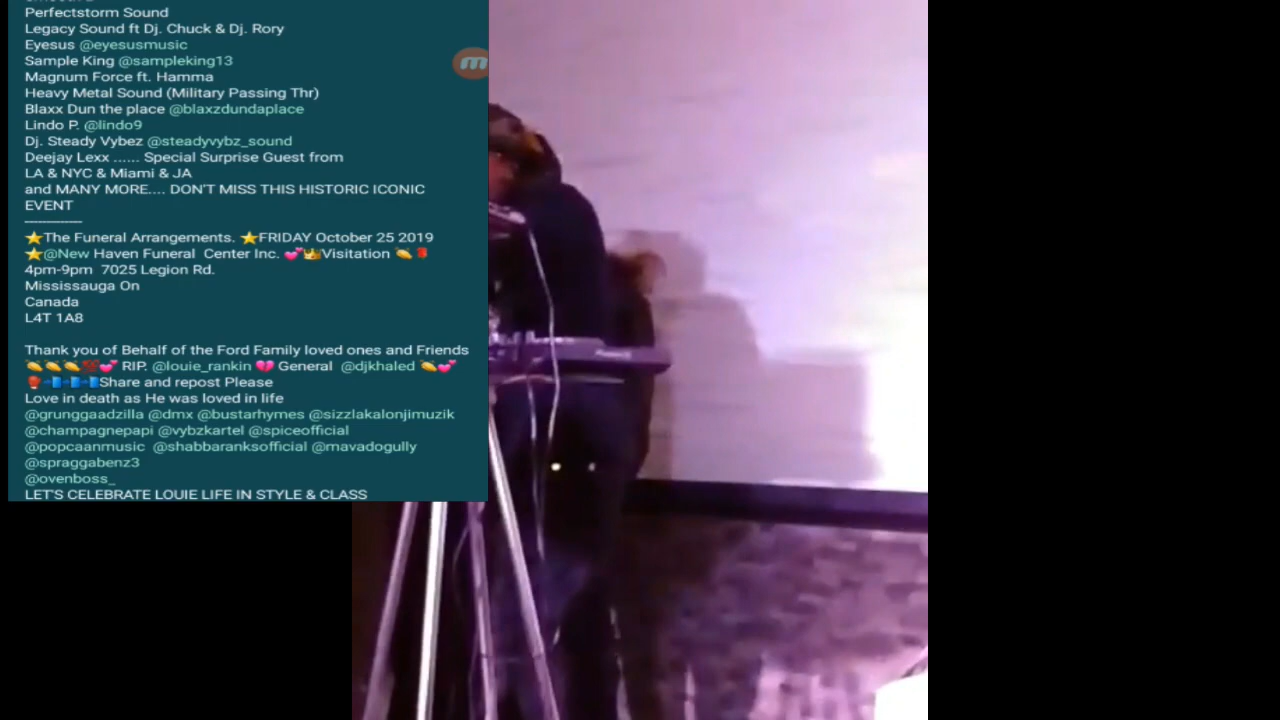 Perfectstorm Sound
Legacy Sound ft Dj. Chuck & Dj. Rory
Eyesus @eyesusmusic
Sample King @sampleking13
Magnum Force ft. Hamma
Heavy Metal Sound (Military Passing Thr)
Blaxx Dun the place @blaxzdundaplace
Lindo P. @lindo9
Dj. Steady Vybez @steadyvybz_sound
Deejay Lexx ...... Special Surprise Guest from
LA & NYC & Miami & JA
and MANY MORE.... DON'T MISS THIS HISTORIC ICONIC
EVENT
-------------
⭐The Funeral Arrangements. ⭐FRIDAY October 25 2019
⭐@New Haven Funeral  Center Inc. 💕👑Visitation 👏🌹
4pm-9pm  7025 Legion Rd.
Mississauga On
Canada
L4T 1A8
Thank you of Behalf of the Ford Family loved ones and Friends
👏👏👏💯💕 RIP. @louie_rankin 💔 General  @djkhaled 👏💕
Share and repost Please
Love in death as He was loved in life
@grunggaadzilla @dmx @bustarhymes @sizzlakalonjimuzik
@champagnepapi @vybzkartel @spiceofficial
@popcaanmusic  @shabbaranksofficial @mavadogully
@spraggabenz3
@ovenboss_
LET'S CELEBRATE LOUIE LIFE IN STYLE & CLASS